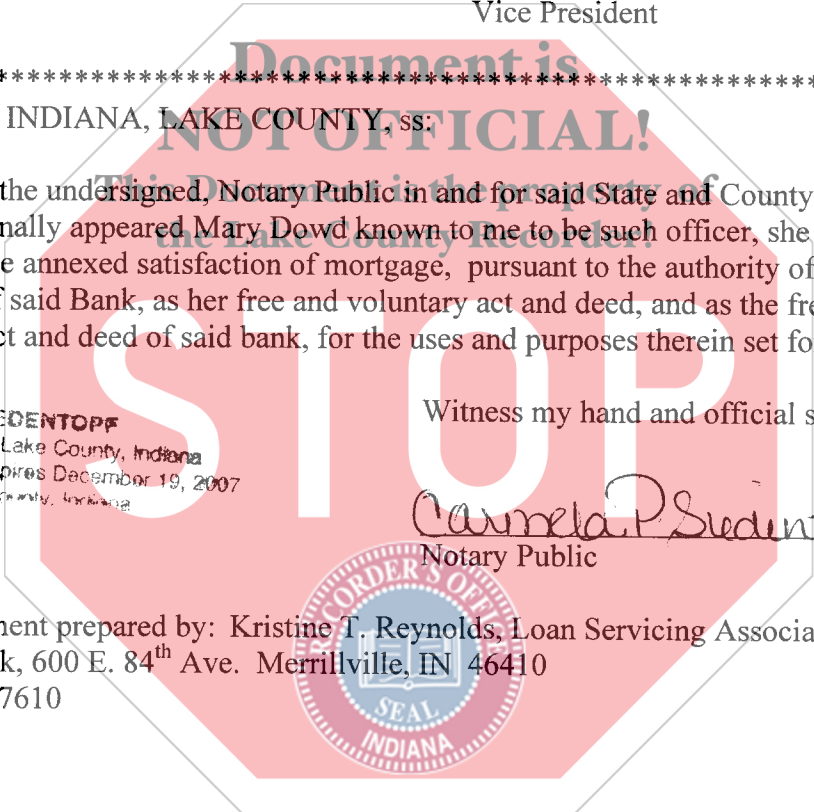 Vice President
Document is
*****************************************************************
INDIANA, LAKE COUNTY, ss:
NOT OFFICIAL!
This Document is the property of
the undersigned, Notary Public in and for said State and County
the Lake County Recorder!
nally appeared Mary Dowd known to me to be such officer, she
e annexed satisfaction of mortgage, pursuant to the authority of
f said Bank, as her free and voluntary act and deed, and as the fre
ct and deed of said bank, for the uses and purposes therein set fo
STOP
Witness my hand and official s
EDENTOPF
Lake County, Indiana
pires December 19, 2007
ounty, Indiana
Carmela P. Sieden
Notary Public
RECORDER'S OFFICE
SEAL
INDIANA
nent prepared by: Kristine T. Reynolds, Loan Servicing Associa
k, 600 E. 84th Ave. Merrillville, IN 46410
7610